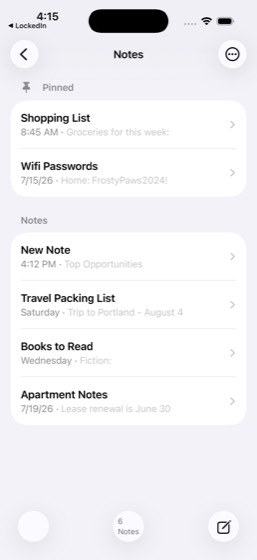 4:15
◀ LockedIn
Notes
Pinned
Shopping List
8:45 AM - Groceries for this week:
Wifi Passwords
7/15/26 - Home: FrostyPaws2024!
Notes
New Note
4:12 PM - Top Opportunities
Travel Packing List
Saturday - Trip to Portland – August 4
Books to Read
Wednesday - Fiction:
Apartment Notes
7/19/26 - Lease renewal is June 30
6
Notes